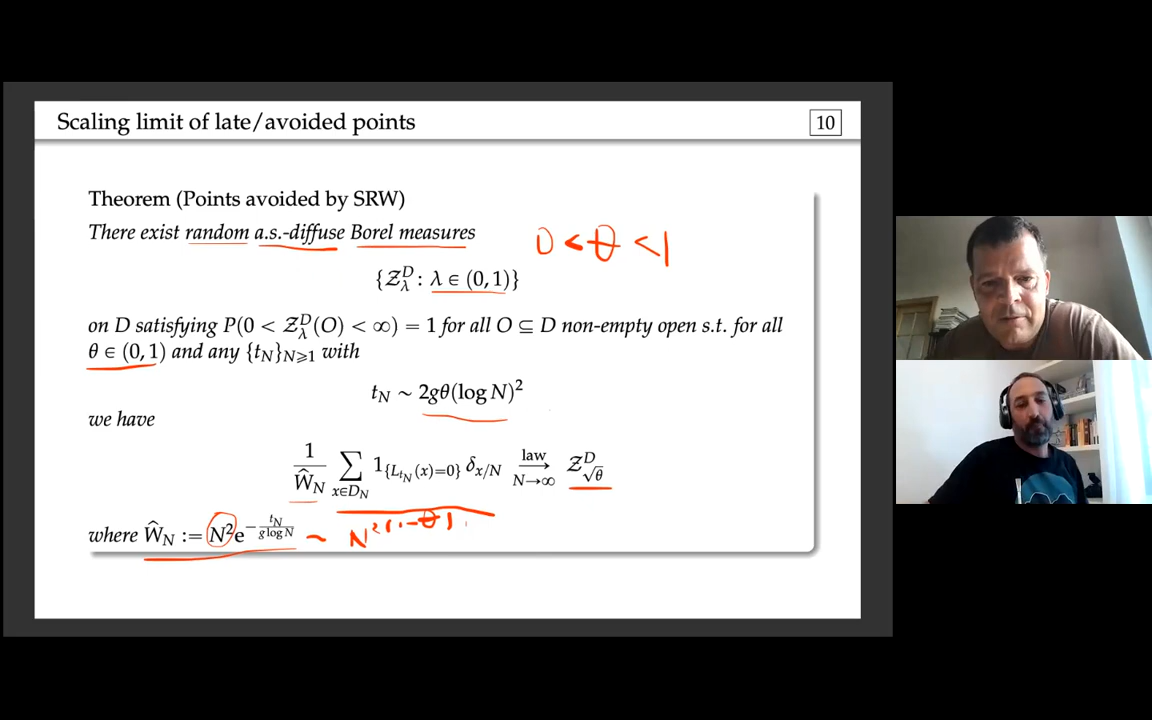 Scaling limit of late/avoided points
10
Theorem (Points avoided by SRW)
There exist random a.s.-diffuse Borel measures
0 < θ < 1
{𝒵^D_λ : λ ∈ (0, 1)}
on D satisfying P(0 < 𝒵^D_λ(O) < ∞) = 1 for all O ⊆ D non-empty open s.t. for all
θ ∈ (0, 1) and any {t_N}_{N⩾1} with
t_N ∼ 2gθ(log N)^2
we have
1/Ŵ_N ∑_{x∈D_N} 1_{{L_{t_N}(x)=0}} δ_{x/N} law⟶_{N→∞} 𝒵^D_{√θ}
where Ŵ_N := N^2 e^{−t_N/(g log N)} ~ N^{2(1-θ)}